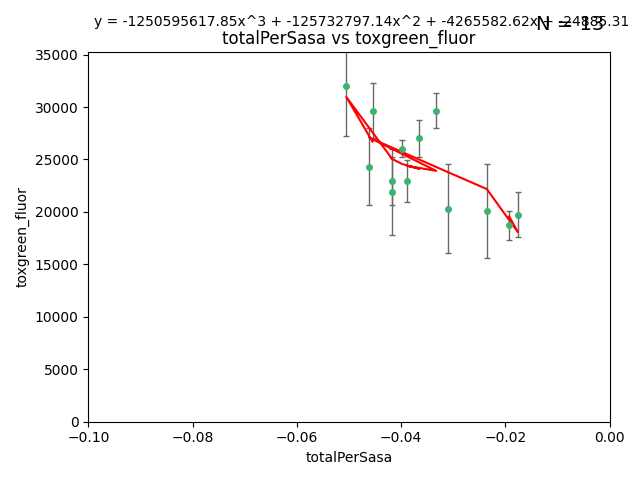 y = -1250595617.85x^3 + -125732797.14x^2 + -4265582.62x + -24885.31
N = 13
totalPerSasa vs toxgreen_fluor
35000
30000
25000
20000
15000
10000
5000
0
toxgreen_fluor
−0.10 −0.08 −0.06 −0.04 −0.02 0.00
totalPerSasa